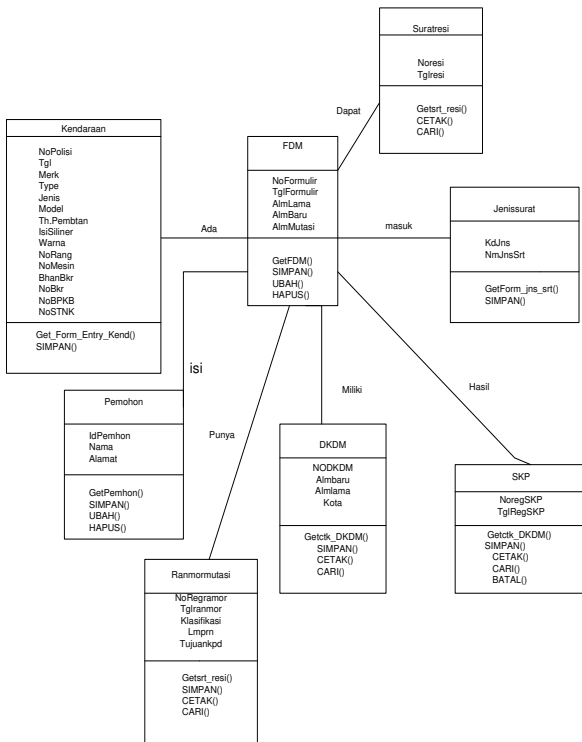 Suratresi
Noresi
Tglresi
Getsrt_resi()
CETAK()
CARI()
Dapat
Kendaraan
NoPolisi
Tgl
Merk
Type
Jenis
Model
Th.Pembtan
IsiSiliner
Warna
NoRang
NoMesin
BhanBkr
NoBkr
NoBPKB
NoSTNK
Get_Form_Entry_Kend()
SIMPAN()
Ada
FDM
NoFormulir
TglFormulir
AlmLama
AlmBaru
AlmMutasi
GetFDM()
SIMPAN()
UBAH()
HAPUS()
masuk
Jenissurat
KdJns
NmJnsSrt
GetForm_jns_srt()
SIMPAN()
isi
Pemohon
IdPemhon
Nama
Alamat
GetPemhon()
SIMPAN()
UBAH()
HAPUS()
Punya
Miliki
Hasil
DKDM
NODKDM
Almbaru
Almlama
Kota
Getctk_DKDM()
SIMPAN()
CETAK()
CARI()
SKP
NoregSKP
TglRegSKP
Getctk_DKDM()
SIMPAN()
CETAK()
CARI()
BATAL()
Ranmormutasi
NoRegramor
Tglranmor
Klasifikasi
Lmprn
Tujuankpd
Getsrt_resi()
SIMPAN()
CETAK()
CARI()